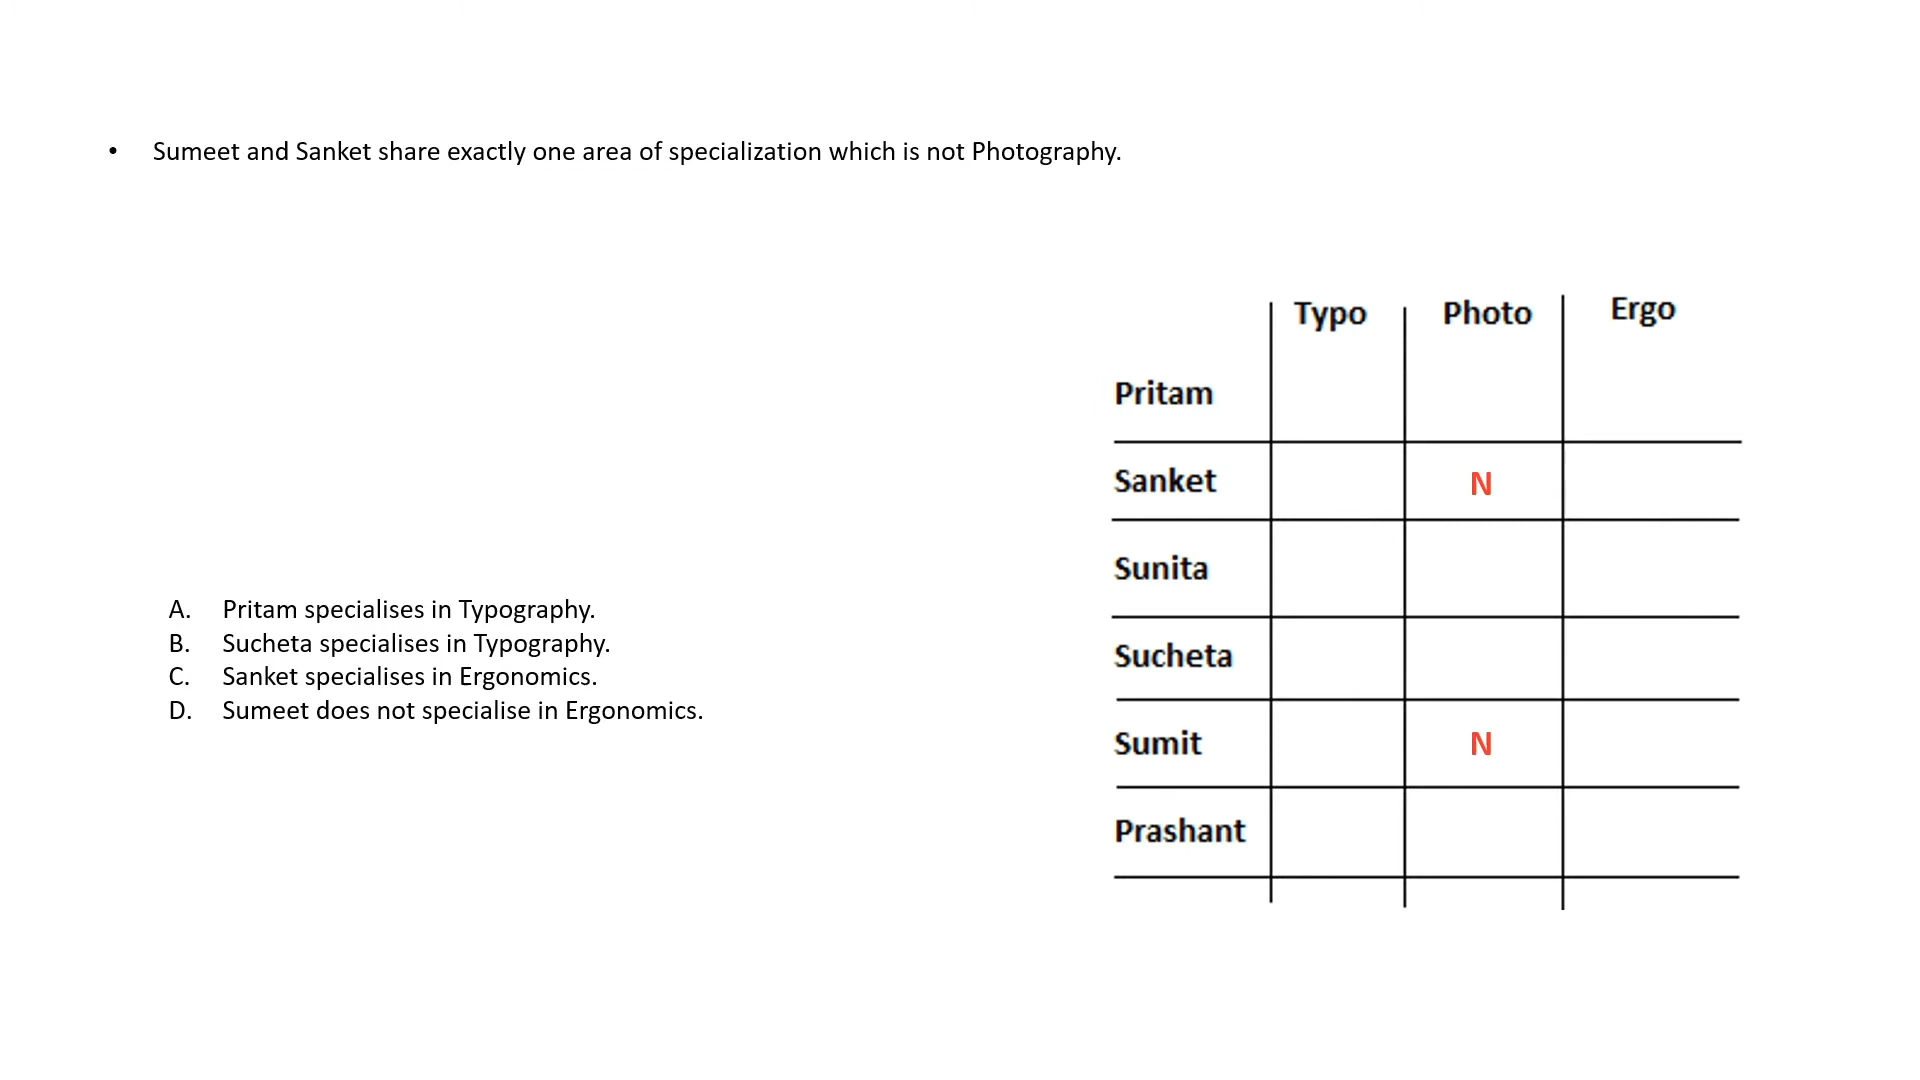 • Sumeet and Sanket share exactly one area of specialization which is not Photography.
Typo Photo Ergo
Pritam
Sanket N
Sunita
Sucheta
Sumit N
Prashant
A. Pritam specialises in Typography.
B. Sucheta specialises in Typography.
C. Sanket specialises in Ergonomics.
D. Sumeet does not specialise in Ergonomics.